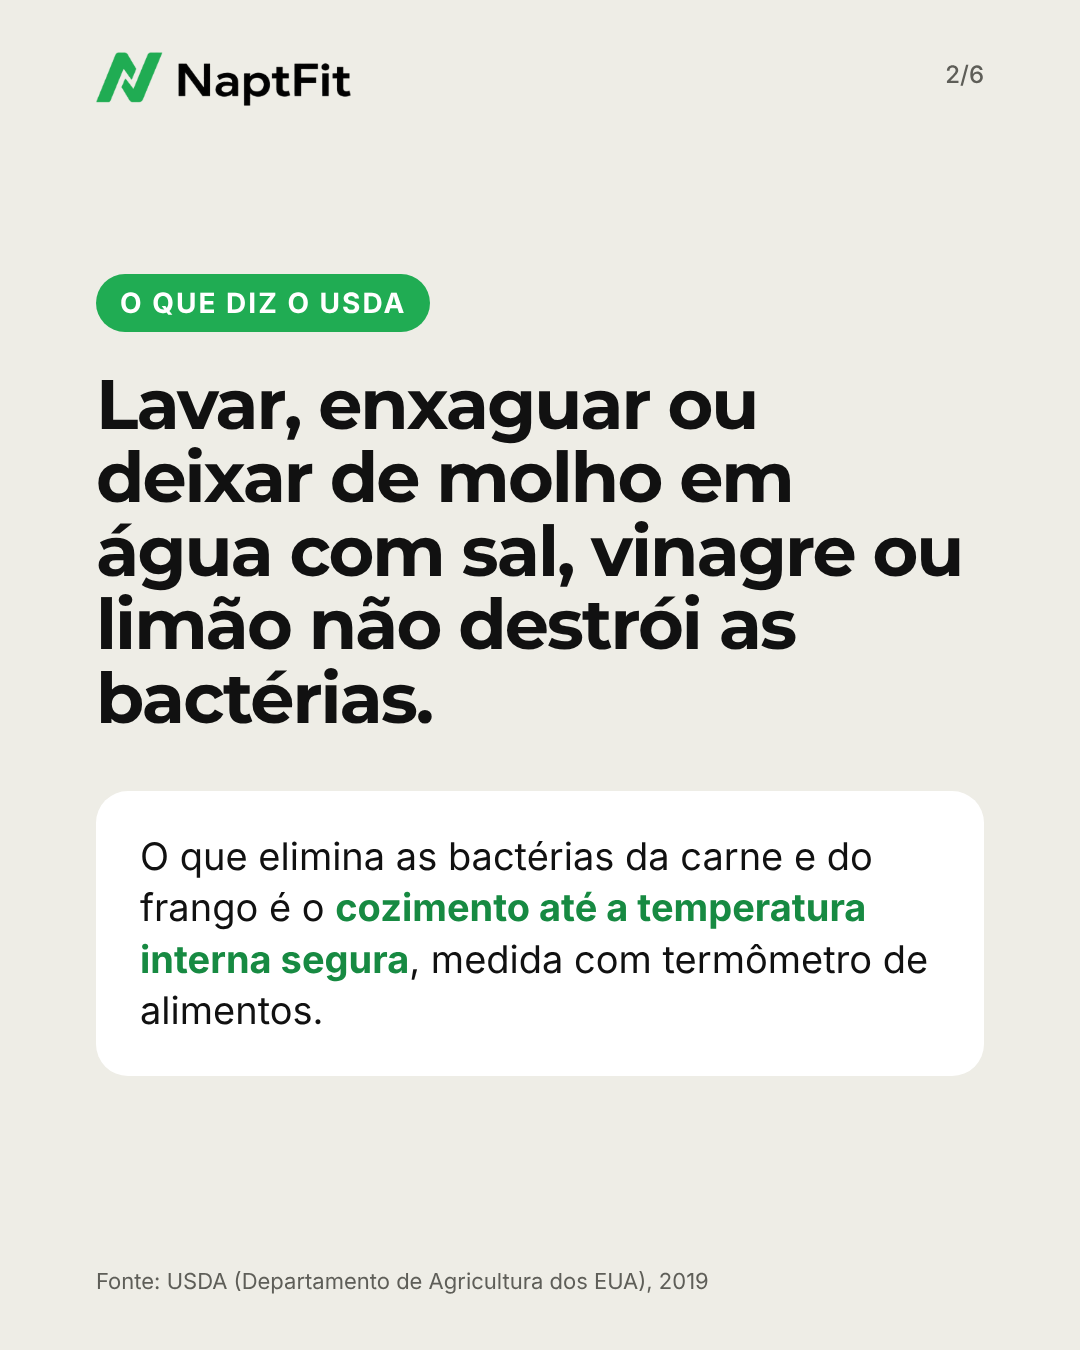 NaptFit
2/6
O QUE DIZ O USDA
Lavar, enxaguar ou
deixar de molho em
água com sal, vinagre ou
limão não destrói as
bactérias.
O que elimina as bactérias da carne e do
frango é o cozimento até a temperatura
interna segura, medida com termômetro de
alimentos.
Fonte: USDA (Departamento de Agricultura dos EUA), 2019